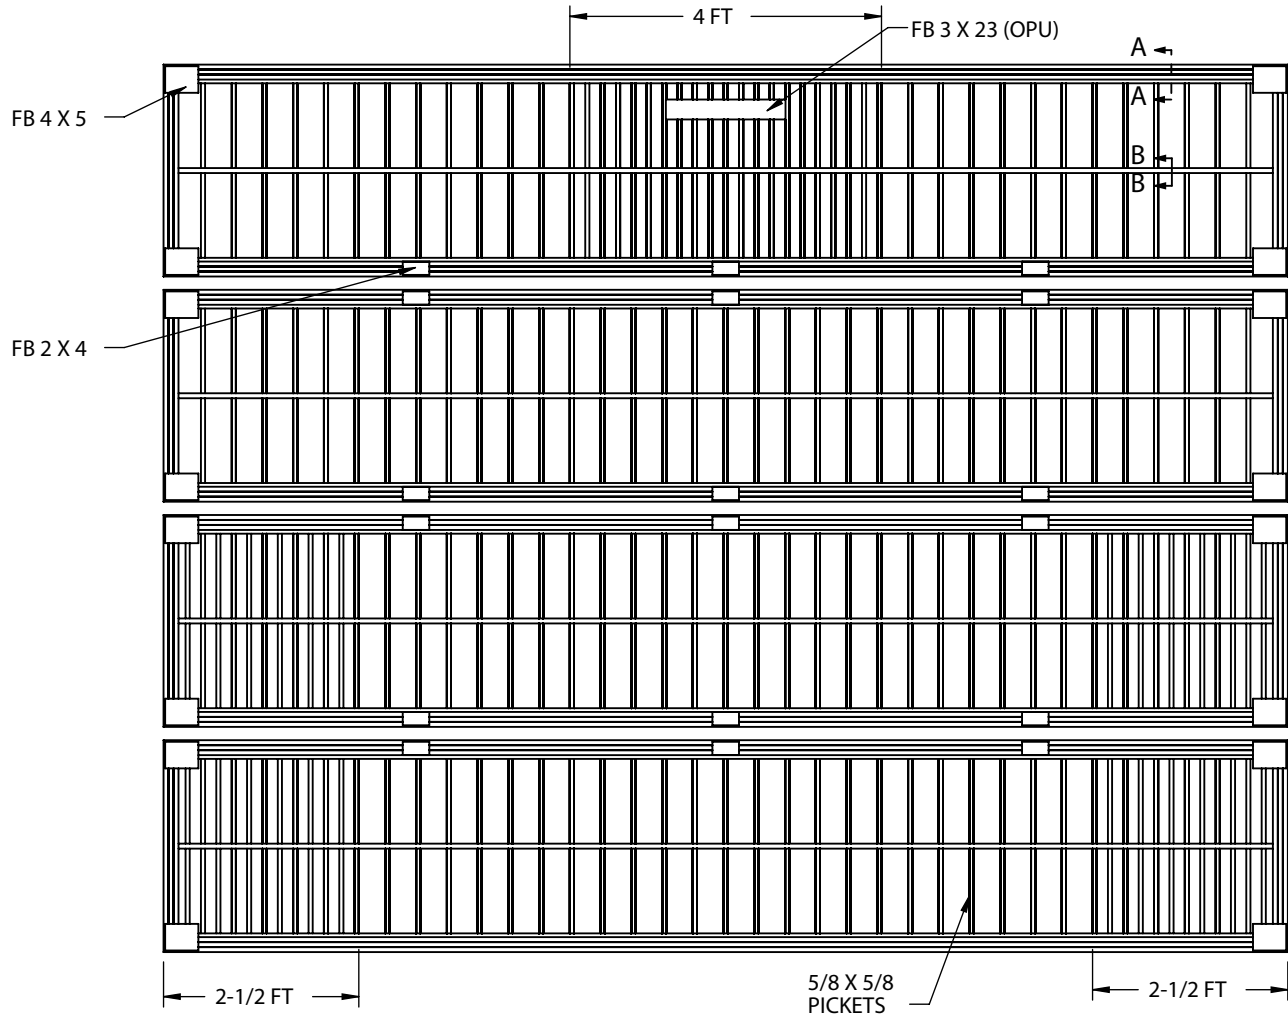 4 FT
FB 3 X 23 (OPU)
A
A
FB 4 X 5
B
B
FB 2 X 4
5/8 X 5/8
PICKETS
2-1/2 FT
2-1/2 FT